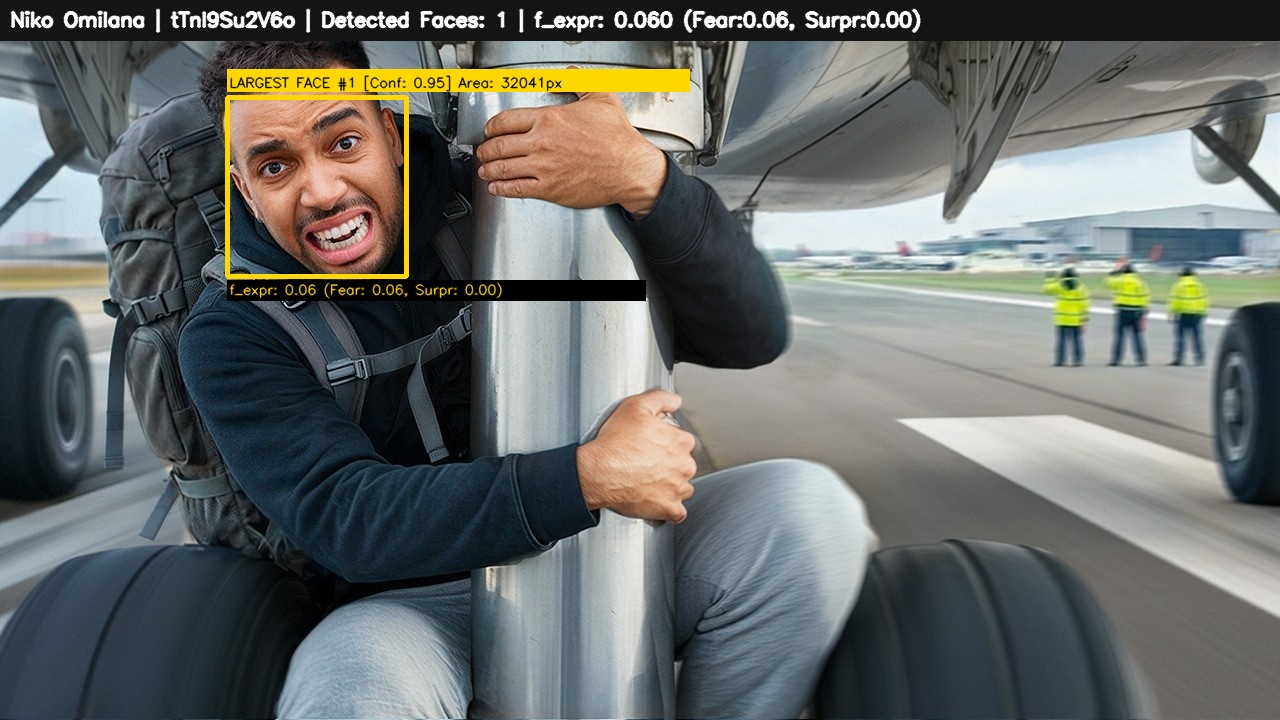 Niko Omilana | tTnI9Su2V6o | Detected Faces: 1 | f_expr: 0.060 (Fear:0.06, Surpr:0.00)
LARGEST FACE #1 [Conf: 0.95] Area: 32041px
f_expr: 0.06 (Fear: 0.06, Surpr: 0.00)